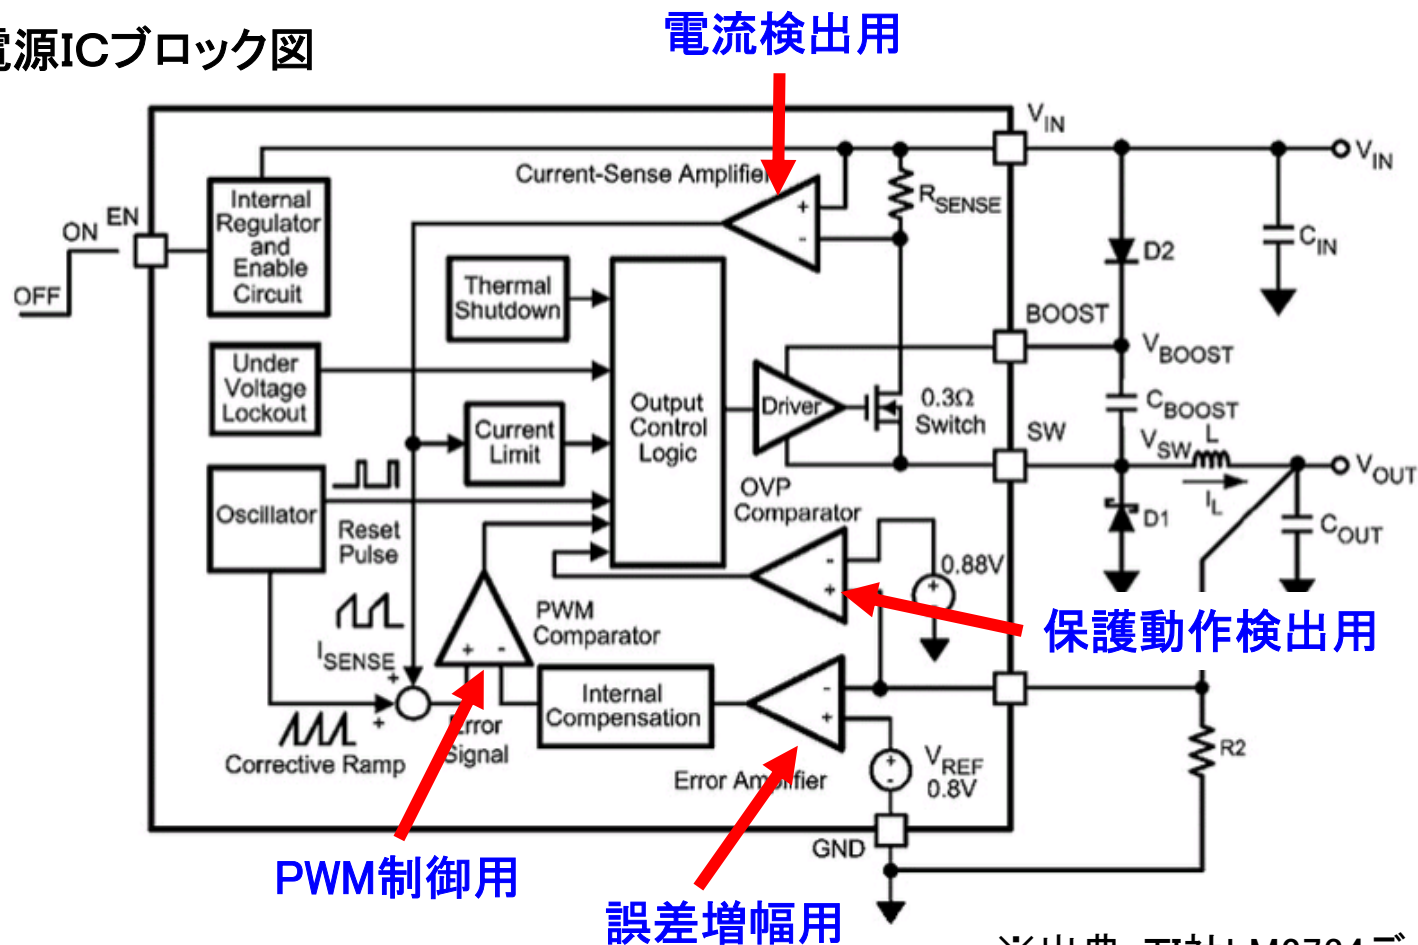 電源ICブロック図
電流検出用
VIN
VIN
Current-Sense Amplifier
+
-
RSENSE
Internal
Regulator
and
Enable
Circuit
EN
ON
OFF
D2
CIN
Thermal
Shutdown
BOOST
VBOOST
Under
Voltage
Lockout
Output
Control
Logic
Driver
0.3Ω
Switch
CBOOST
Current
Limit
SW
VSW
L
VOUT
IL
Oscillator
Reset
Pulse
OVP
Comparator
D1
COUT
-
+
0.88V
+
PWM
Comparator
保護動作検出用
ISENSE
+
+
+ -
Internal
Compensation
-
+
Error
Signal
Corrective Ramp
Error Amplifier
+
-
VREF
0.8V
R2
GND
PWM制御用
誤差増幅用